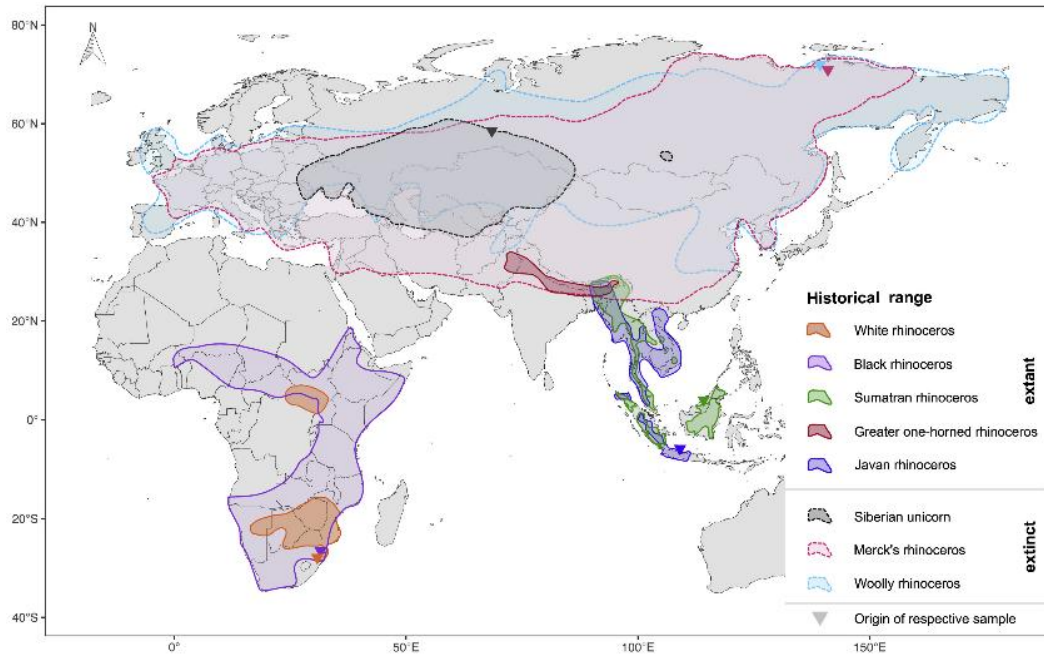 80°N
N
60°N
40°N
20°N
0°
20°S
40°S
0°
50°E
100°E
150°E
Historical range
White rhinoceros
Black rhinoceros
Sumatran rhinoceros
Greater one-horned rhinoceros
Javan rhinoceros
extant
Siberian unicorn
Merck's rhinoceros
Woolly rhinoceros
extinct
Origin of respective sample